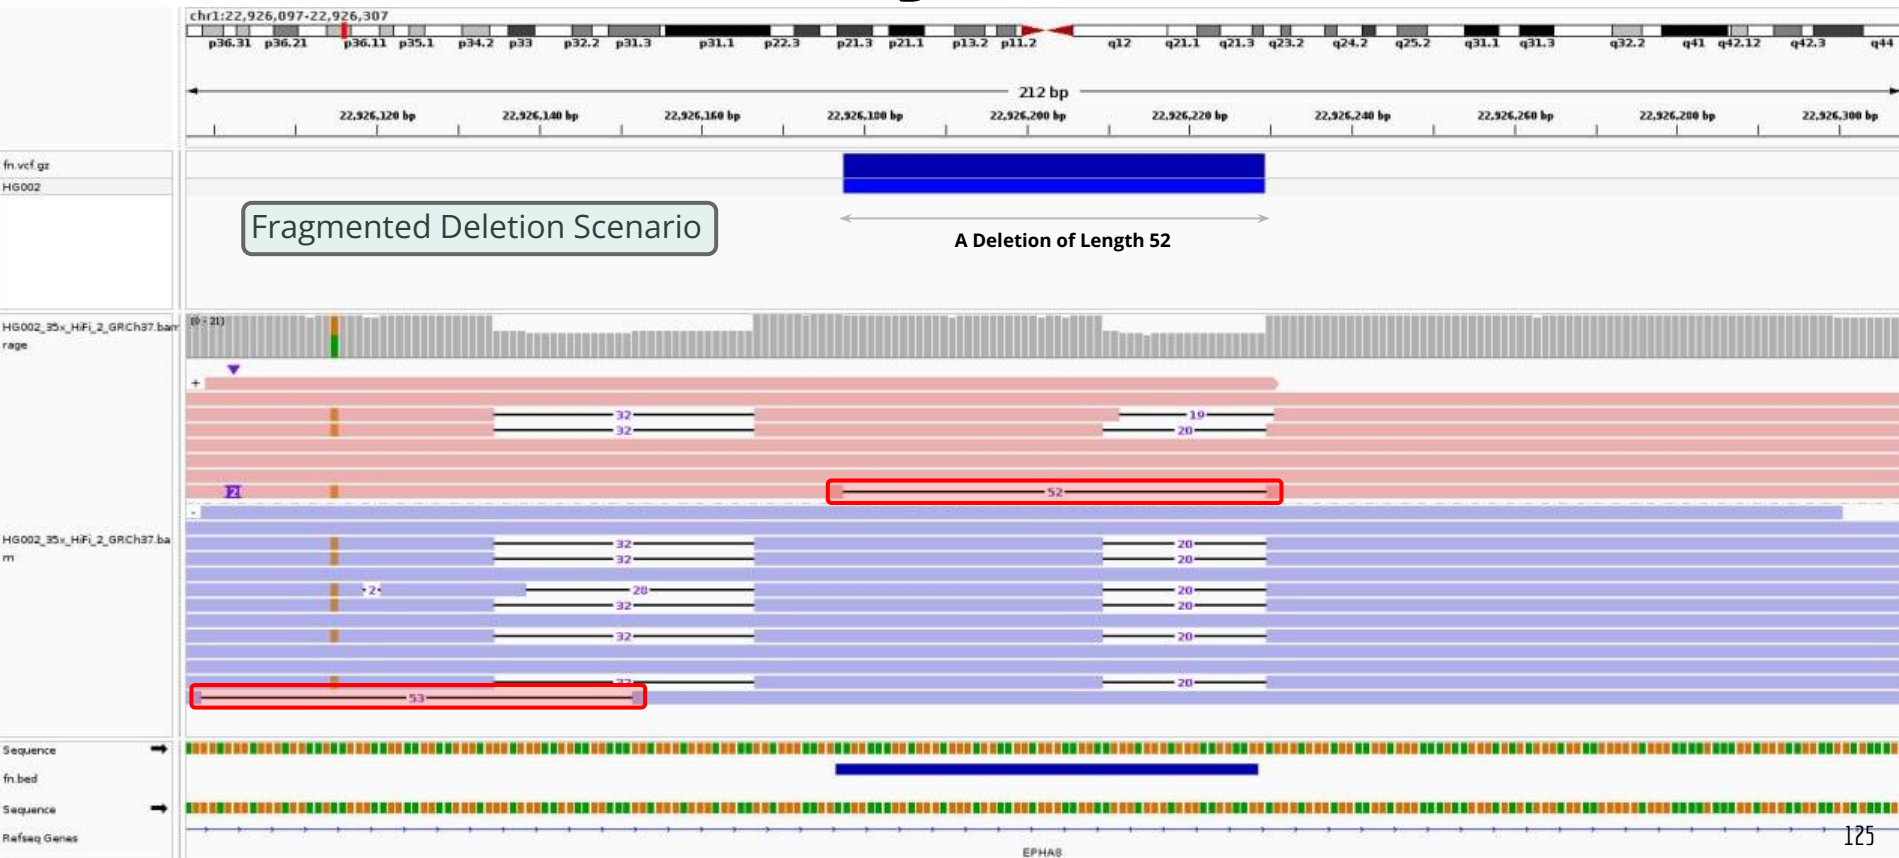 chr1:22,926,097-22,926,307
p36.31 p36.21 p36.11 p35.1 p34.2 p33 p32.2 p31.3 p31.1 p22.3 p21.3 p21.1 p13.2 p11.2 q12 q21.1 q21.3 q23.2 q24.2 q25.2 q31.1 q31.3 q32.2 q41 q42.12 q42.3 q44
212 bp
22,926,120 bp 22,926,140 bp 22,926,160 bp 22,926,180 bp 22,926,200 bp 22,926,220 bp 22,926,240 bp 22,926,260 bp 22,926,280 bp 22,926,300 bp
fn.vcf.gz
HG002
Fragmented Deletion Scenario
A Deletion of Length 52
HG002_35x_HiFi_2_GRCh37.bam
rage
[0 - 21)
+
32 19
32 20
2 52
-
HG002_35x_HiFi_2_GRCh37.ba
m
32 20
32 20
2 28 20
32 20
32 20
32 20
53
Sequence
fn.bed
Sequence
Refseq Genes
EPHA8
125